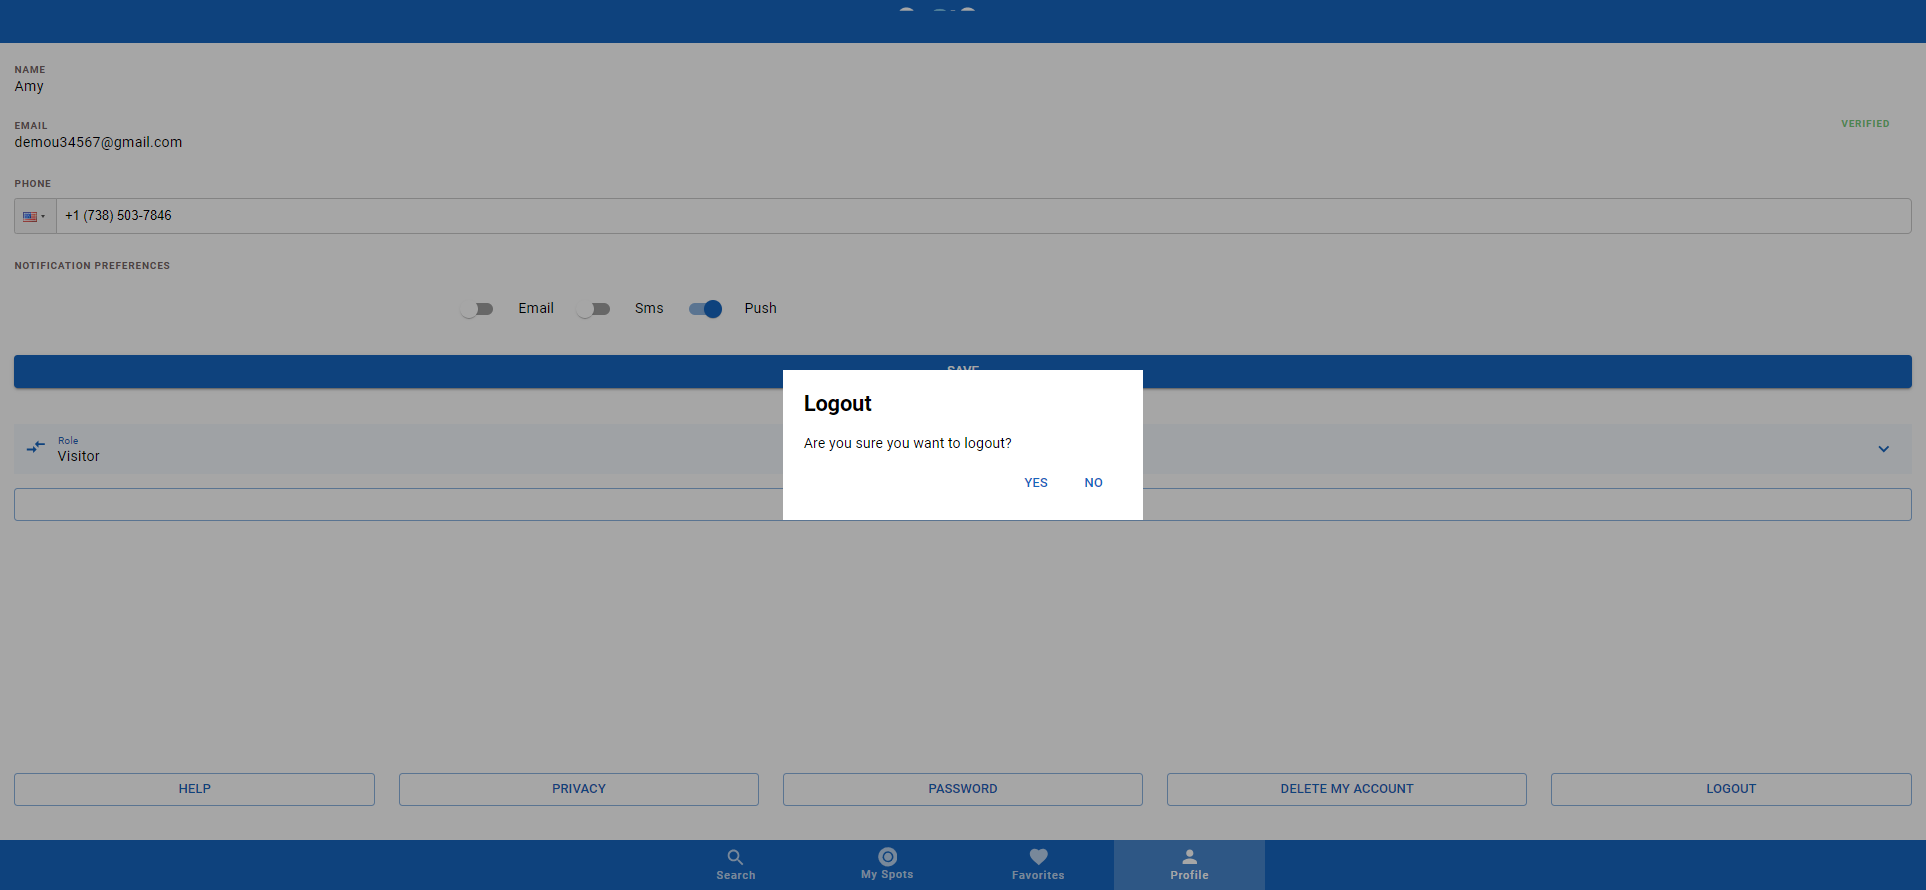 NAME
Amy
EMAIL
VERIFIED
demou34567@gmail.com
PHONE
+1 (738) 503-7846
NOTIFICATION PREFERENCES
Email
Sms
Push
SAVE
Logout
Are you sure you want to logout?
YES
NO
Role
Visitor
HELP
PRIVACY
PASSWORD
DELETE MY ACCOUNT
LOGOUT
Search
My Spots
Favorites
Profile